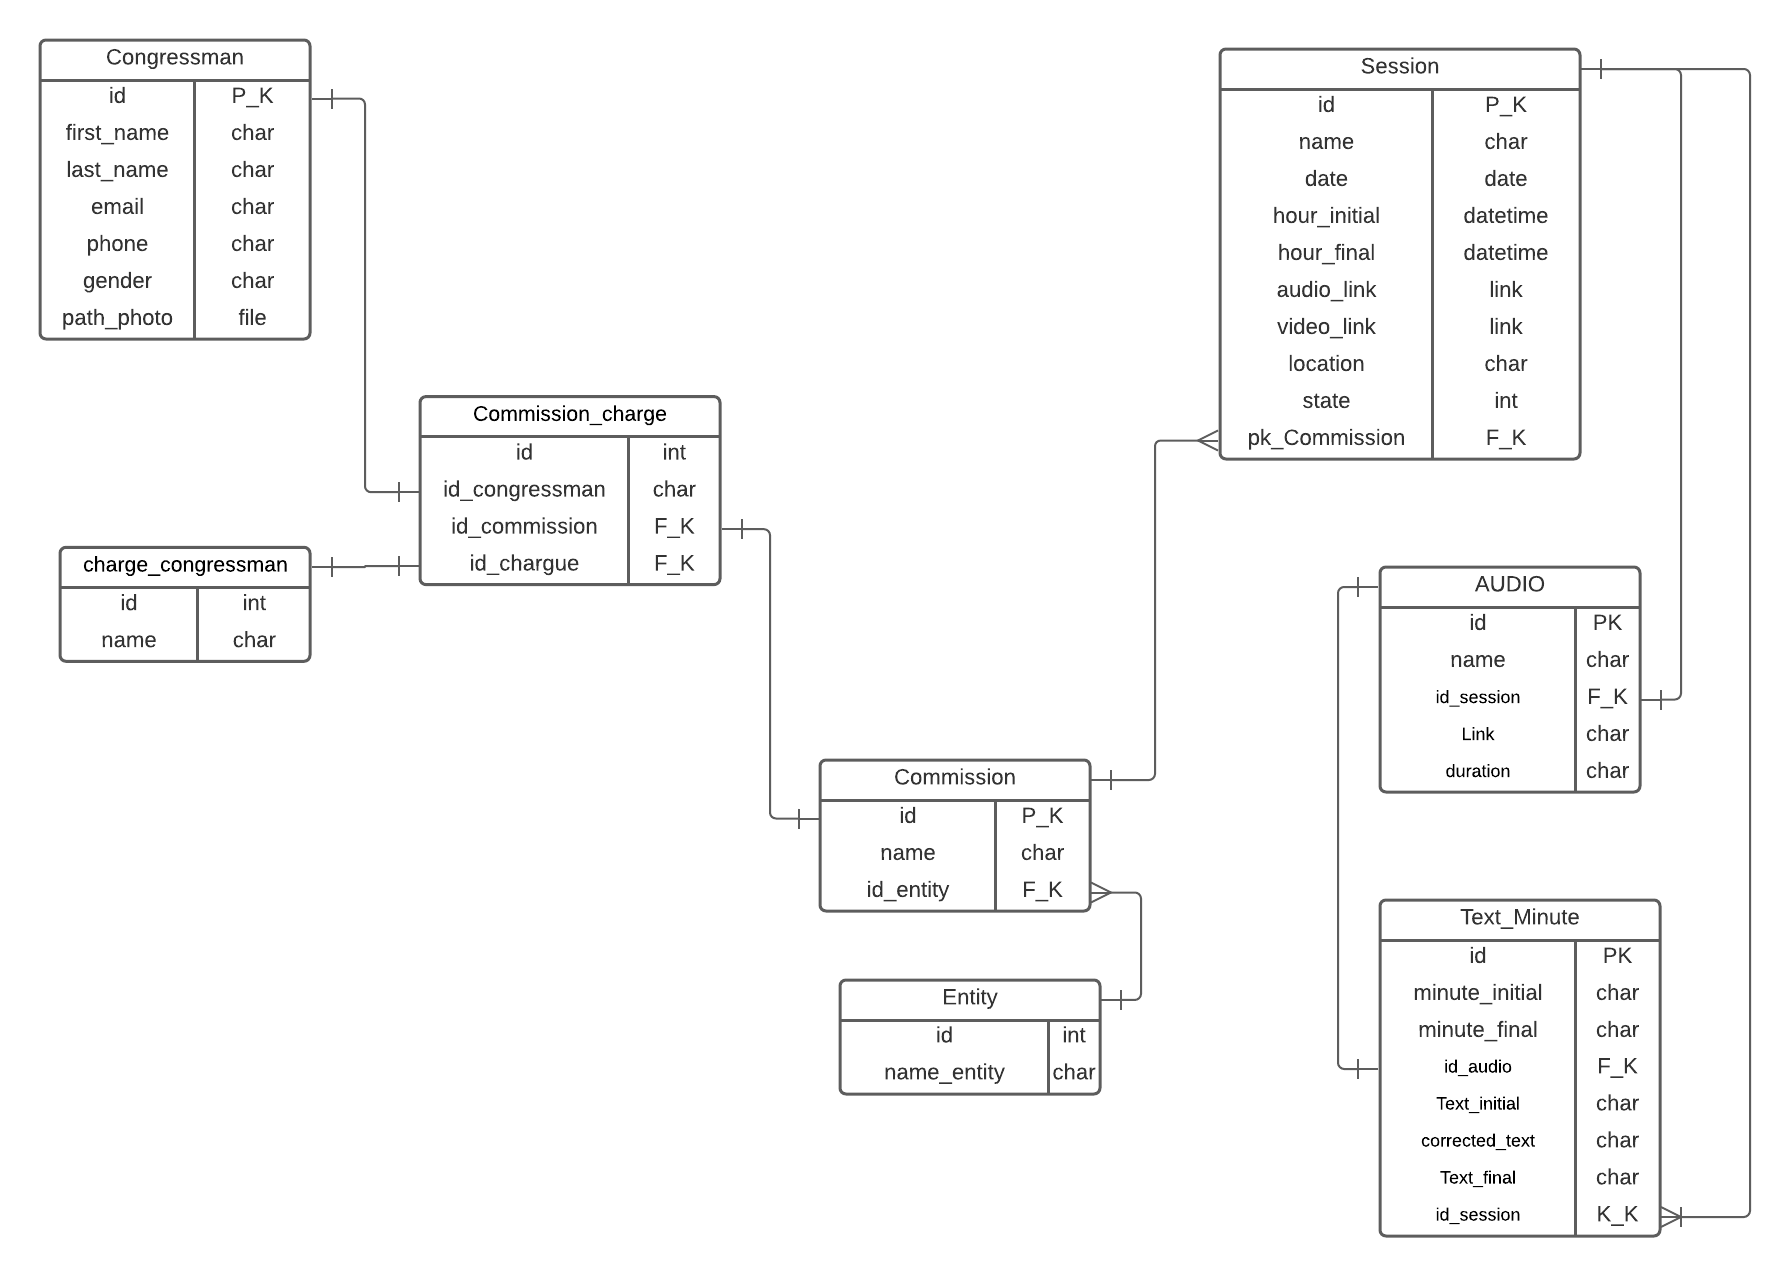 Congressman
id P_K
first_name char
last_name char
email char
phone char
gender char
path_photo file
Commission_charge
id int
id_congressman char
id_commission F_K
id_chargue F_K
charge_congressman
id int
name char
Commission
id P_K
name char
id_entity F_K
Entity
id int
name_entity char
Session
id P_K
name char
date date
hour_initial datetime
hour_final datetime
audio_link link
video_link link
location char
state int
pk_Commission F_K
AUDIO
id PK
name char
id_session F_K
Link char
duration char
Text_Minute
id PK
minute_initial char
minute_final char
id_audio F_K
Text_initial char
corrected_text char
Text_final char
id_session K_K